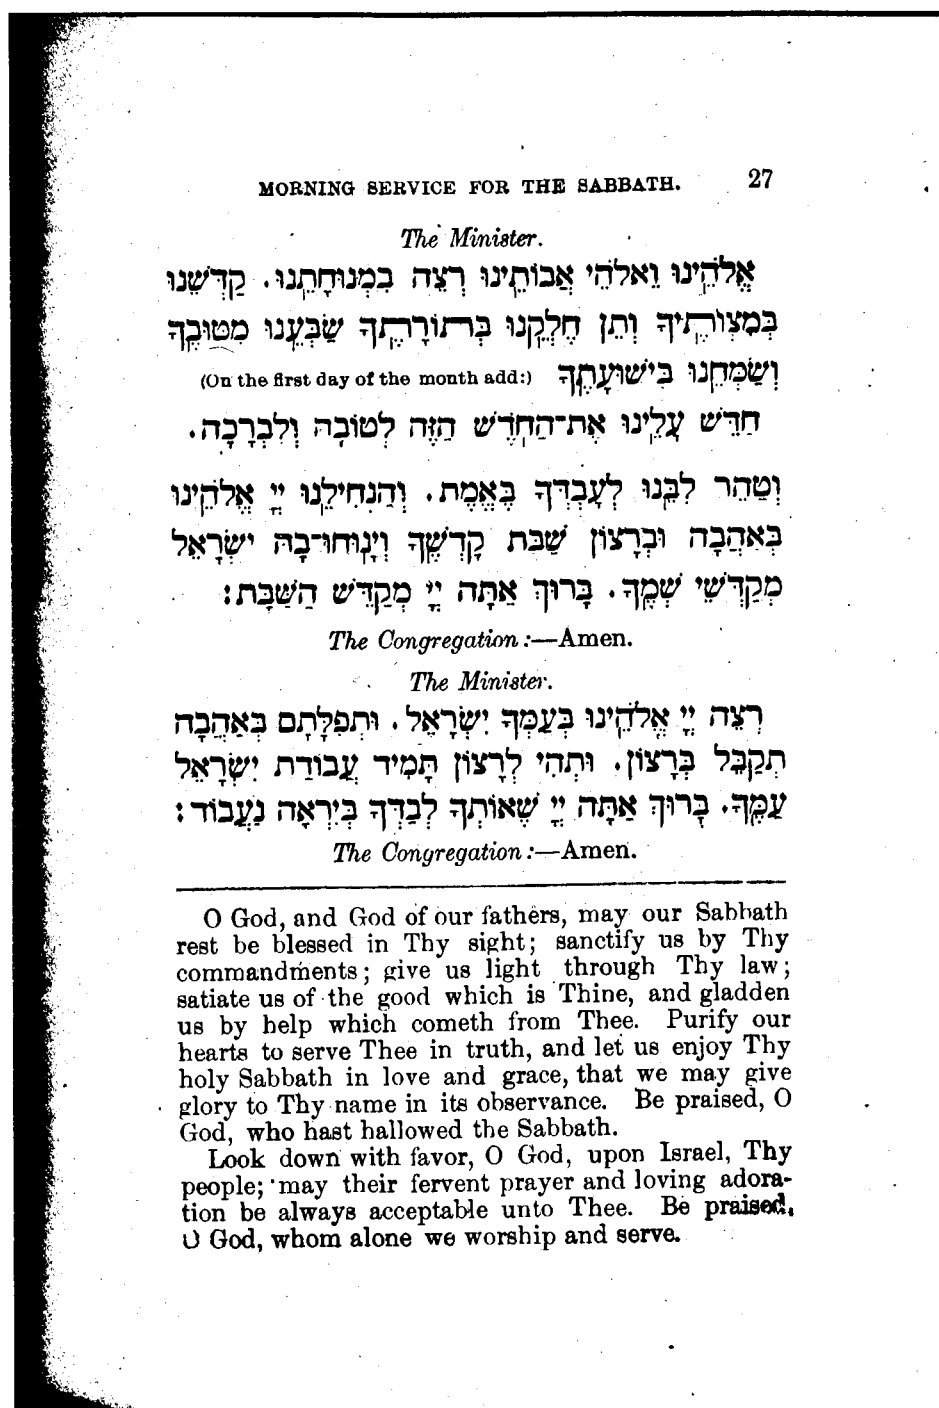 MORNING SERVICE FOR THE SABBATH. 27
The Minister.
אֱלֹהֵינוּ וֵאלֹהֵי אֲבוֹתֵינוּ רְצֵה בִמְנוּחָתֵנוּ. קַדְּשֵׁנוּ
בְּמִצְוֹתֶיךָ וְתֵן חֶלְקֵנוּ בְּתוֹרָתֶךָ שַׂבְּעֵנוּ מִטּוּבֶךָ
וְשַׂמְּחֵנוּ בִּישׁוּעָתֶךָ (On the first day of the month add:)
חַדֵּשׁ עָלֵינוּ אֶת־הַחֹדֶשׁ הַזֶּה לְטוֹבָה וְלִבְרָכָה.
וְטַהֵר לִבֵּנוּ לְעָבְדְּךָ בֶּאֱמֶת. וְהַנְחִילֵנוּ יְיָ אֱלֹהֵינוּ
בְּאַהֲבָה וּבְרָצוֹן שַׁבַּת קָדְשֶׁךָ וְיָנוּחוּ־בָהּ יִשְׂרָאֵל
מְקַדְּשֵׁי שְׁמֶךָ. בָּרוּךְ אַתָּה יְיָ מְקַדֵּשׁ הַשַּׁבָּת:
The Congregation:—Amen.
The Minister.
רְצֵה יְיָ אֱלֹהֵינוּ בְּעַמְּךָ יִשְׂרָאֵל. וּתְפִלָּתָם בְּאַהֲבָה
תְקַבֵּל בְּרָצוֹן. וּתְהִי לְרָצוֹן תָּמִיד עֲבוֹדַת יִשְׂרָאֵל
עַמֶּךָ. בָּרוּךְ אַתָּה יְיָ שֶׁאוֹתְךָ לְבַדְּךָ בְּיִרְאָה נַעֲבוֹד:
The Congregation:—Amen.
O God, and God of our fathers, may our Sabbath
rest be blessed in Thy sight; sanctify us by Thy
commandments; give us light through Thy law;
satiate us of the good which is Thine, and gladden
us by help which cometh from Thee. Purify our
hearts to serve Thee in truth, and let us enjoy Thy
holy Sabbath in love and grace, that we may give
glory to Thy name in its observance. Be praised, O
God, who hast hallowed the Sabbath.
Look down with favor, O God, upon Israel, Thy
people; may their fervent prayer and loving adora-
tion be always acceptable unto Thee. Be praised,
O God, whom alone we worship and serve.